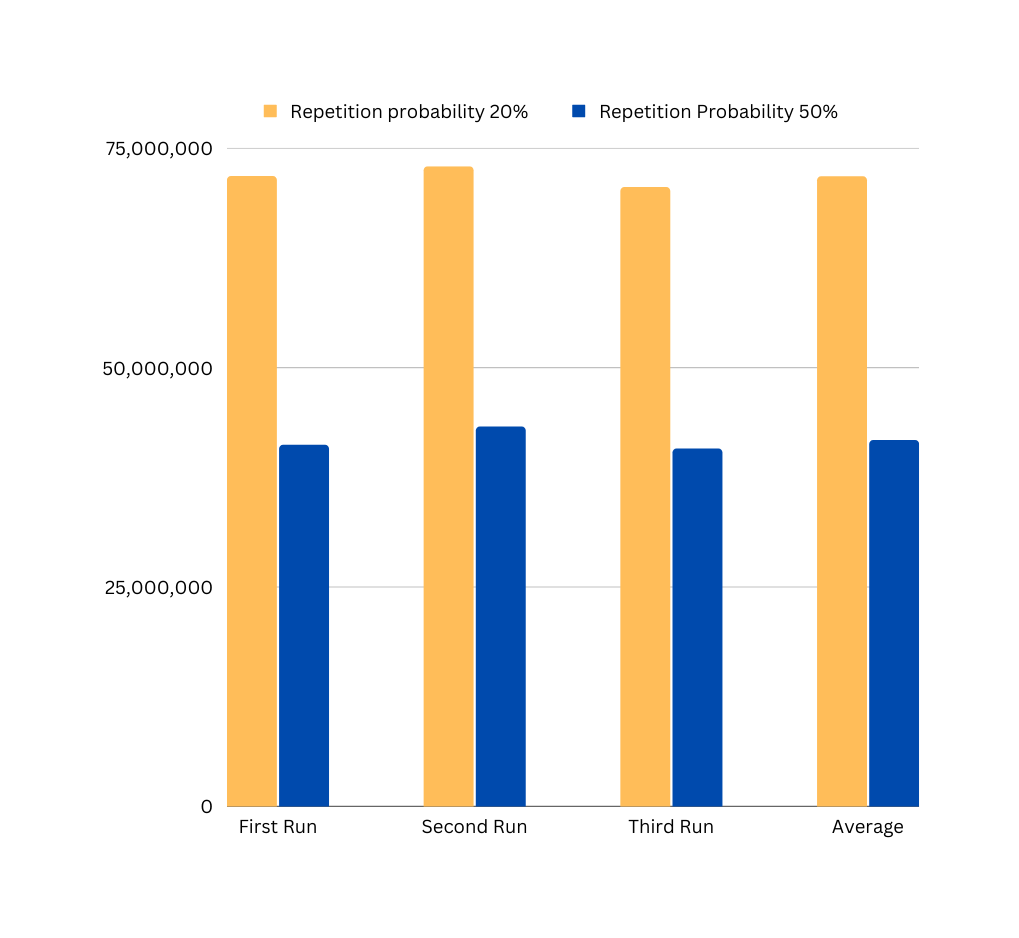 Repetition probability 20% Repetition Probability 50%
75,000,000
50,000,000
25,000,000
0
First Run Second Run Third Run Average